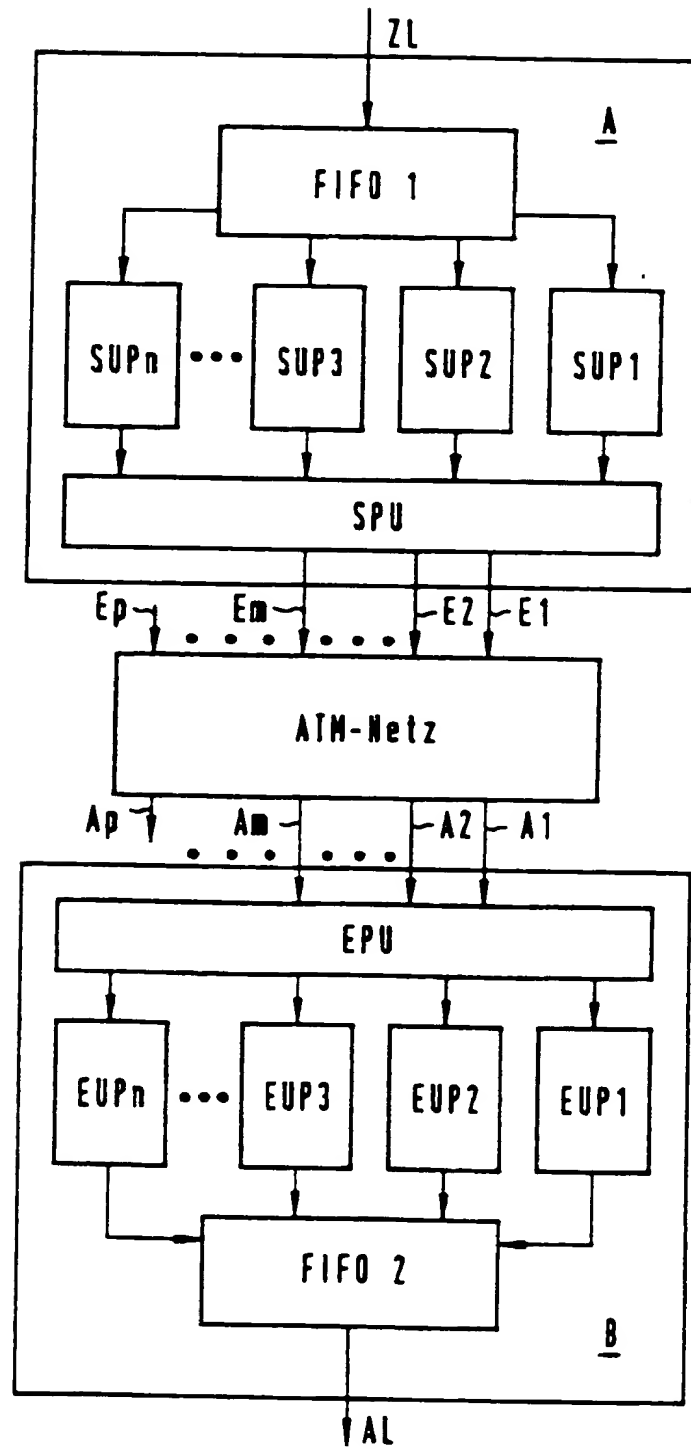 ZL
A
FIFO 1
SUPn ••• SUP3 SUP2 SUP1
SPU
Ep Em E2 E1
ATM-Netz
Ap Am A2 A1
EPU
EUPn ••• EUP3 EUP2 EUP1
FIFO 2
B
AL